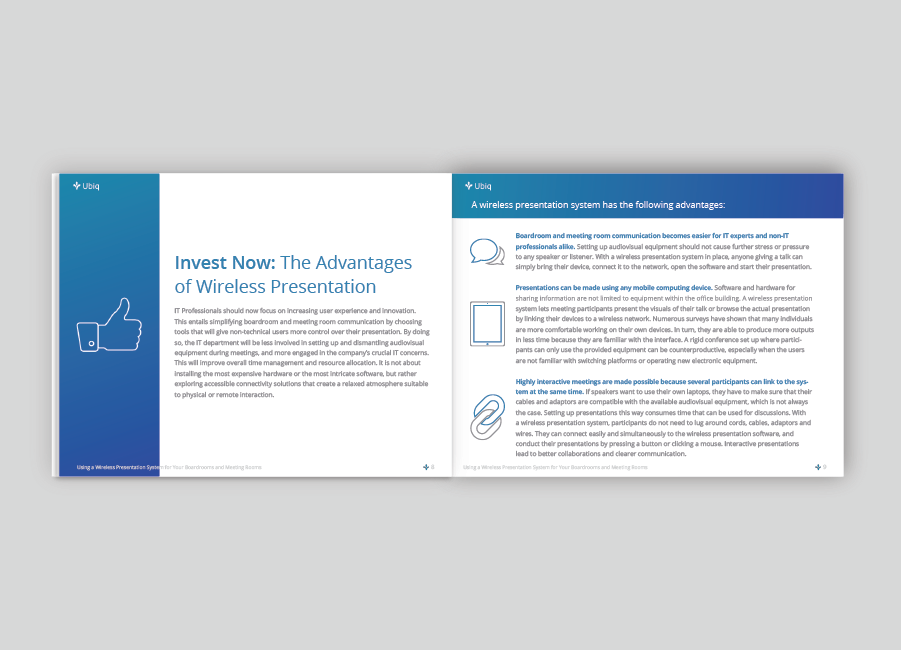 Ubiq
Invest Now: The Advantages
of Wireless Presentation
IT Professionals should now focus on increasing user experience and innovation.
This entails simplifying boardroom and meeting room communication by choosing
tools that will give non-technical users more control over their presentation. By doing
so, the IT department will be less involved in setting up and dismantling audiovisual
equipment during meetings, and more engaged in the company's crucial IT concerns.
This will improve overall time management and resource allocation. It is not about
installing the most expensive hardware or the most intricate software, but rather
exploring accessible connectivity solutions that create a relaxed atmosphere suitable
to physical or remote interaction.
Using a Wireless Presentation System for Your Boardrooms and Meeting Rooms
8
Ubiq
A wireless presentation system has the following advantages:
Boardroom and meeting room communication becomes easier for IT experts and non-IT
professionals alike. Setting up audiovisual equipment should not cause further stress or pressure
to any speaker or listener. With a wireless presentation system in place, anyone giving a talk can
simply bring their device, connect it to the network, open the software and start their presentation.
Presentations can be made using any mobile computing device. Software and hardware for
sharing information are not limited to equipment within the office building. A wireless presentation
system lets meeting participants present the visuals of their talk or browse the actual presentation
by linking their devices to a wireless network. Numerous surveys have shown that many individuals
are more comfortable working on their own devices. In turn, they are able to produce more outputs
in less time because they are familiar with the interface. A rigid conference set up where partici-
pants can only use the provided equipment can be counterproductive, especially when the users
are not familiar with switching platforms or operating new electronic equipment.
Highly interactive meetings are made possible because several participants can link to the sys-
tem at the same time. If speakers want to use their own laptops, they have to make sure that their
cables and adaptors are compatible with the available audiovisual equipment, which is not always
the case. Setting up presentations this way consumes time that can be used for discussions. With
a wireless presentation system, participants do not need to lug around cords, cables, adaptors and
wires. They can connect easily and simultaneously to the wireless presentation software, and
conduct their presentations by pressing a button or clicking a mouse. Interactive presentations
lead to better collaborations and clearer communication.
Using a Wireless Presentation System for Your Boardrooms and Meeting Rooms
9